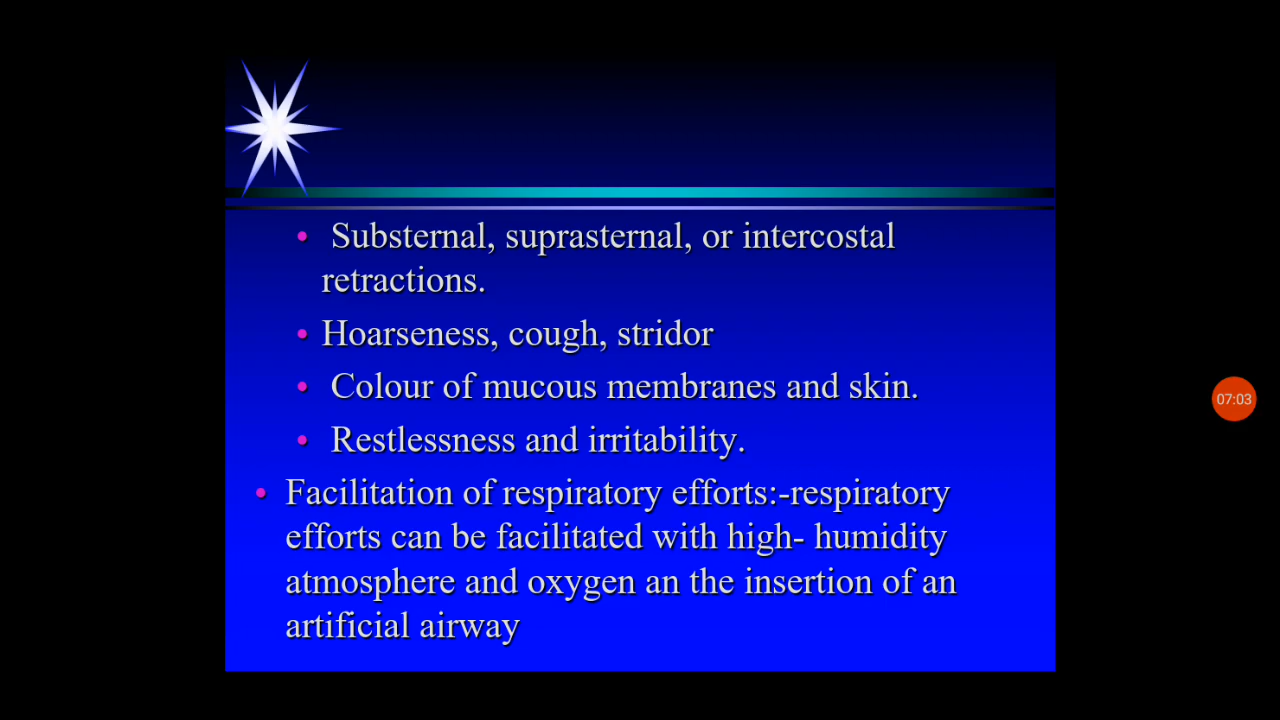 • Substernal, suprasternal, or intercostal
retractions.
• Hoarseness, cough, stridor
• Colour of mucous membranes and skin.
• Restlessness and irritability.
• Facilitation of respiratory efforts:-respiratory
efforts can be facilitated with high- humidity
atmosphere and oxygen an the insertion of an
artificial airway
07:03